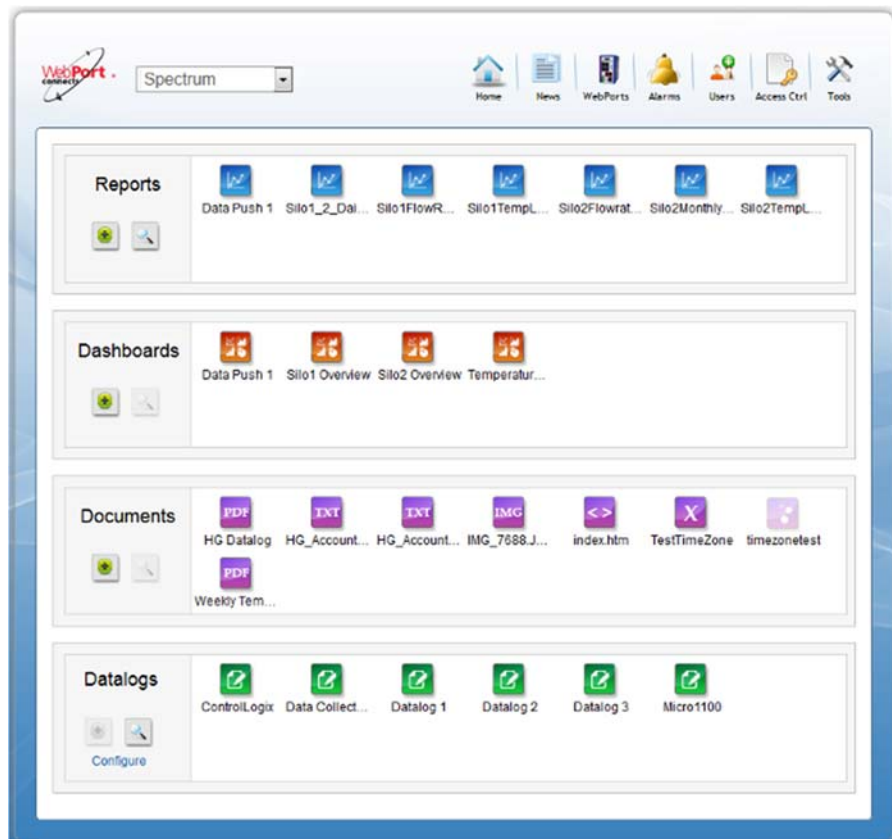 WebPort
connects
Spectrum
Home News WebPorts Alarms Users Access Ctrl Tools
Reports
Data Push 1 Silo1_2_Dai... Silo1FlowR... Silo1TempL... Silo2Flowrat... Silo2Monthly... Silo2TempL...
Dashboards
Data Push 1 Silo1 Overview Silo2 Overview Temperatur...
Documents
PDF TXT TXT IMG <> X
HG Datalog HG_Account... HG_Account... IMG_7688.J... index.htm TestTimeZone timezonetest
PDF
Weekly Tem...
Datalogs
ControlLogix Data Collect... Datalog 1 Datalog 2 Datalog 3 Micro1100
Configure